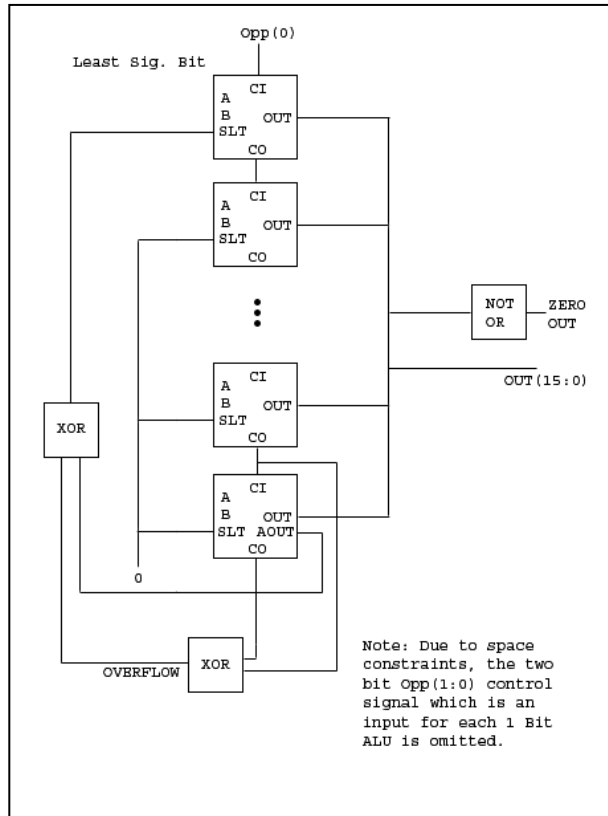 Opp(0)
Least Sig. Bit
CI
A
B
OUT
SLT
CO
CI
A
B
OUT
SLT
CO
NOT
OR
ZERO
OUT
OUT(15:0)
CI
A
B
OUT
SLT
CO
XOR
CI
A
B
OUT
SLT
AOUT
CO
0
XOR
OVERFLOW
Note: Due to space
constraints, the two
bit Opp(1:0) control
signal which is an
input for each 1 Bit
ALU is omitted.